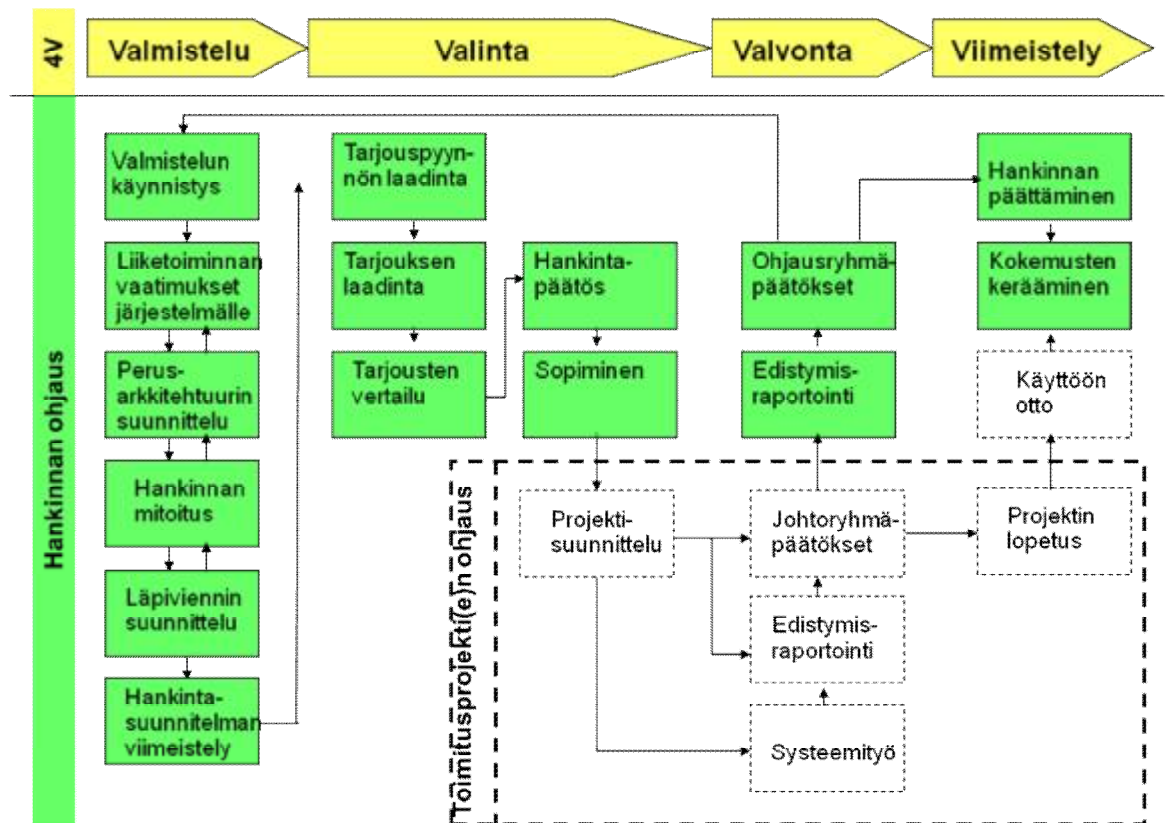 4V
Valmistelu
Valinta
Valvonta
Viimeistely
Hankinnan ohjaus
Valmistelun
käynnistys
Liiketoiminnan
vaatimukset
järjestelmälle
Perus-
arkkitehtuurin
suunnittelu
Hankinnan
mitoitus
Läpiviennin
suunnittelu
Hankinta-
suunnitelman
viimeistely
Tarjouspyyn-
nön laadinta
Tarjouksen
laadinta
Tarjousten
vertailu
Hankinta-
päätös
Sopiminen
Ohjausryhmä-
päätökset
Edistymis-
raportointi
Hankinnan
päättäminen
Kokemusten
kerääminen
Käyttöön
otto
Toimitusprojekti(e)n ohjaus
Projekti-
suunnittelu
Johtoryhmä-
päätökset
Edistymis-
raportointi
Systeemityö
Projektin
lopetus